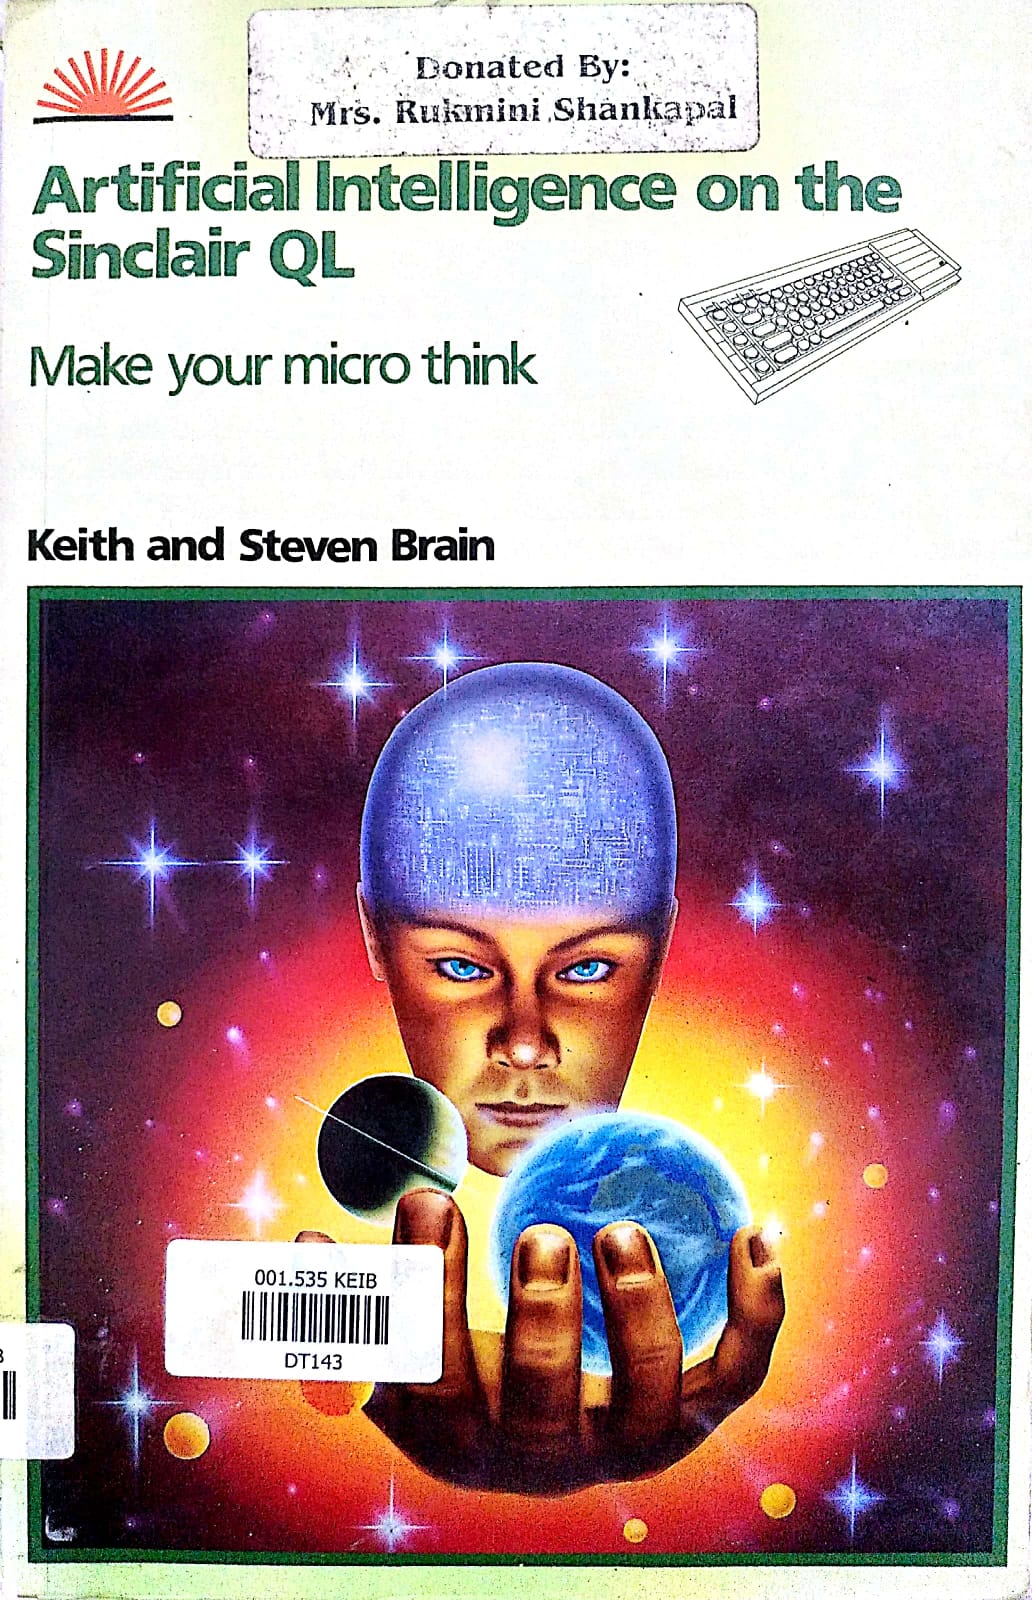 Donated By:
Mrs. Rukmini Shankapal
Artificial Intelligence on the
Sinclair QL
Make your micro think
Keith and Steven Brain
001.535 KEIB
DT143